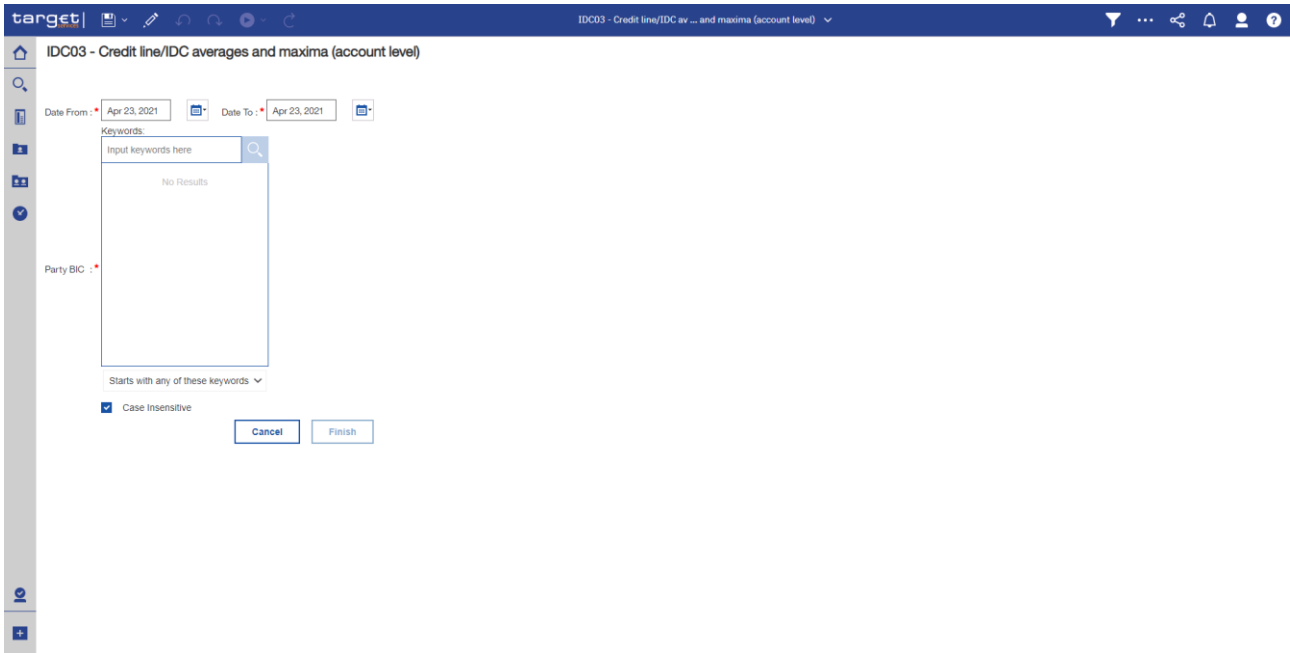 target|
IDC03 - Credit line/IDC av ... and maxima (account level)
IDC03 - Credit line/IDC averages and maxima (account level)
Date From : * Apr 23, 2021 Date To : * Apr 23, 2021
Keywords:
Input keywords here
No Results
Party BIC : *
Starts with any of these keywords
Case Insensitive
Cancel Finish